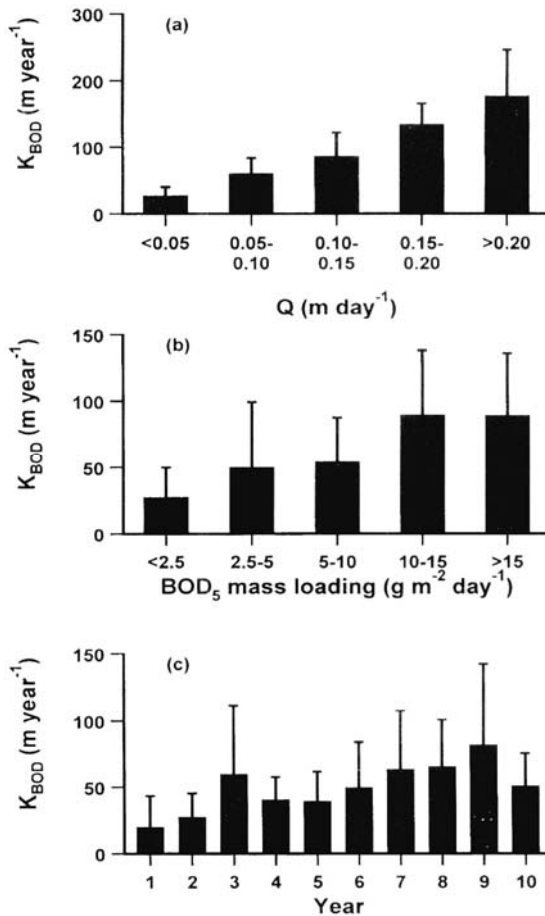 (a)
K_BOD (m year⁻¹)
300
200
100
0
<0.05 0.05- 0.10- 0.15- >0.20
0.10 0.15 0.20
Q (m day⁻¹)
(b)
K_BOD (m year⁻¹)
150
100
50
0
<2.5 2.5-5 5-10 10-15 >15
BOD₅ mass loading (g m⁻² day⁻¹)
(c)
K_BOD (m year⁻¹)
150
100
50
0
1 2 3 4 5 6 7 8 9 10
Year